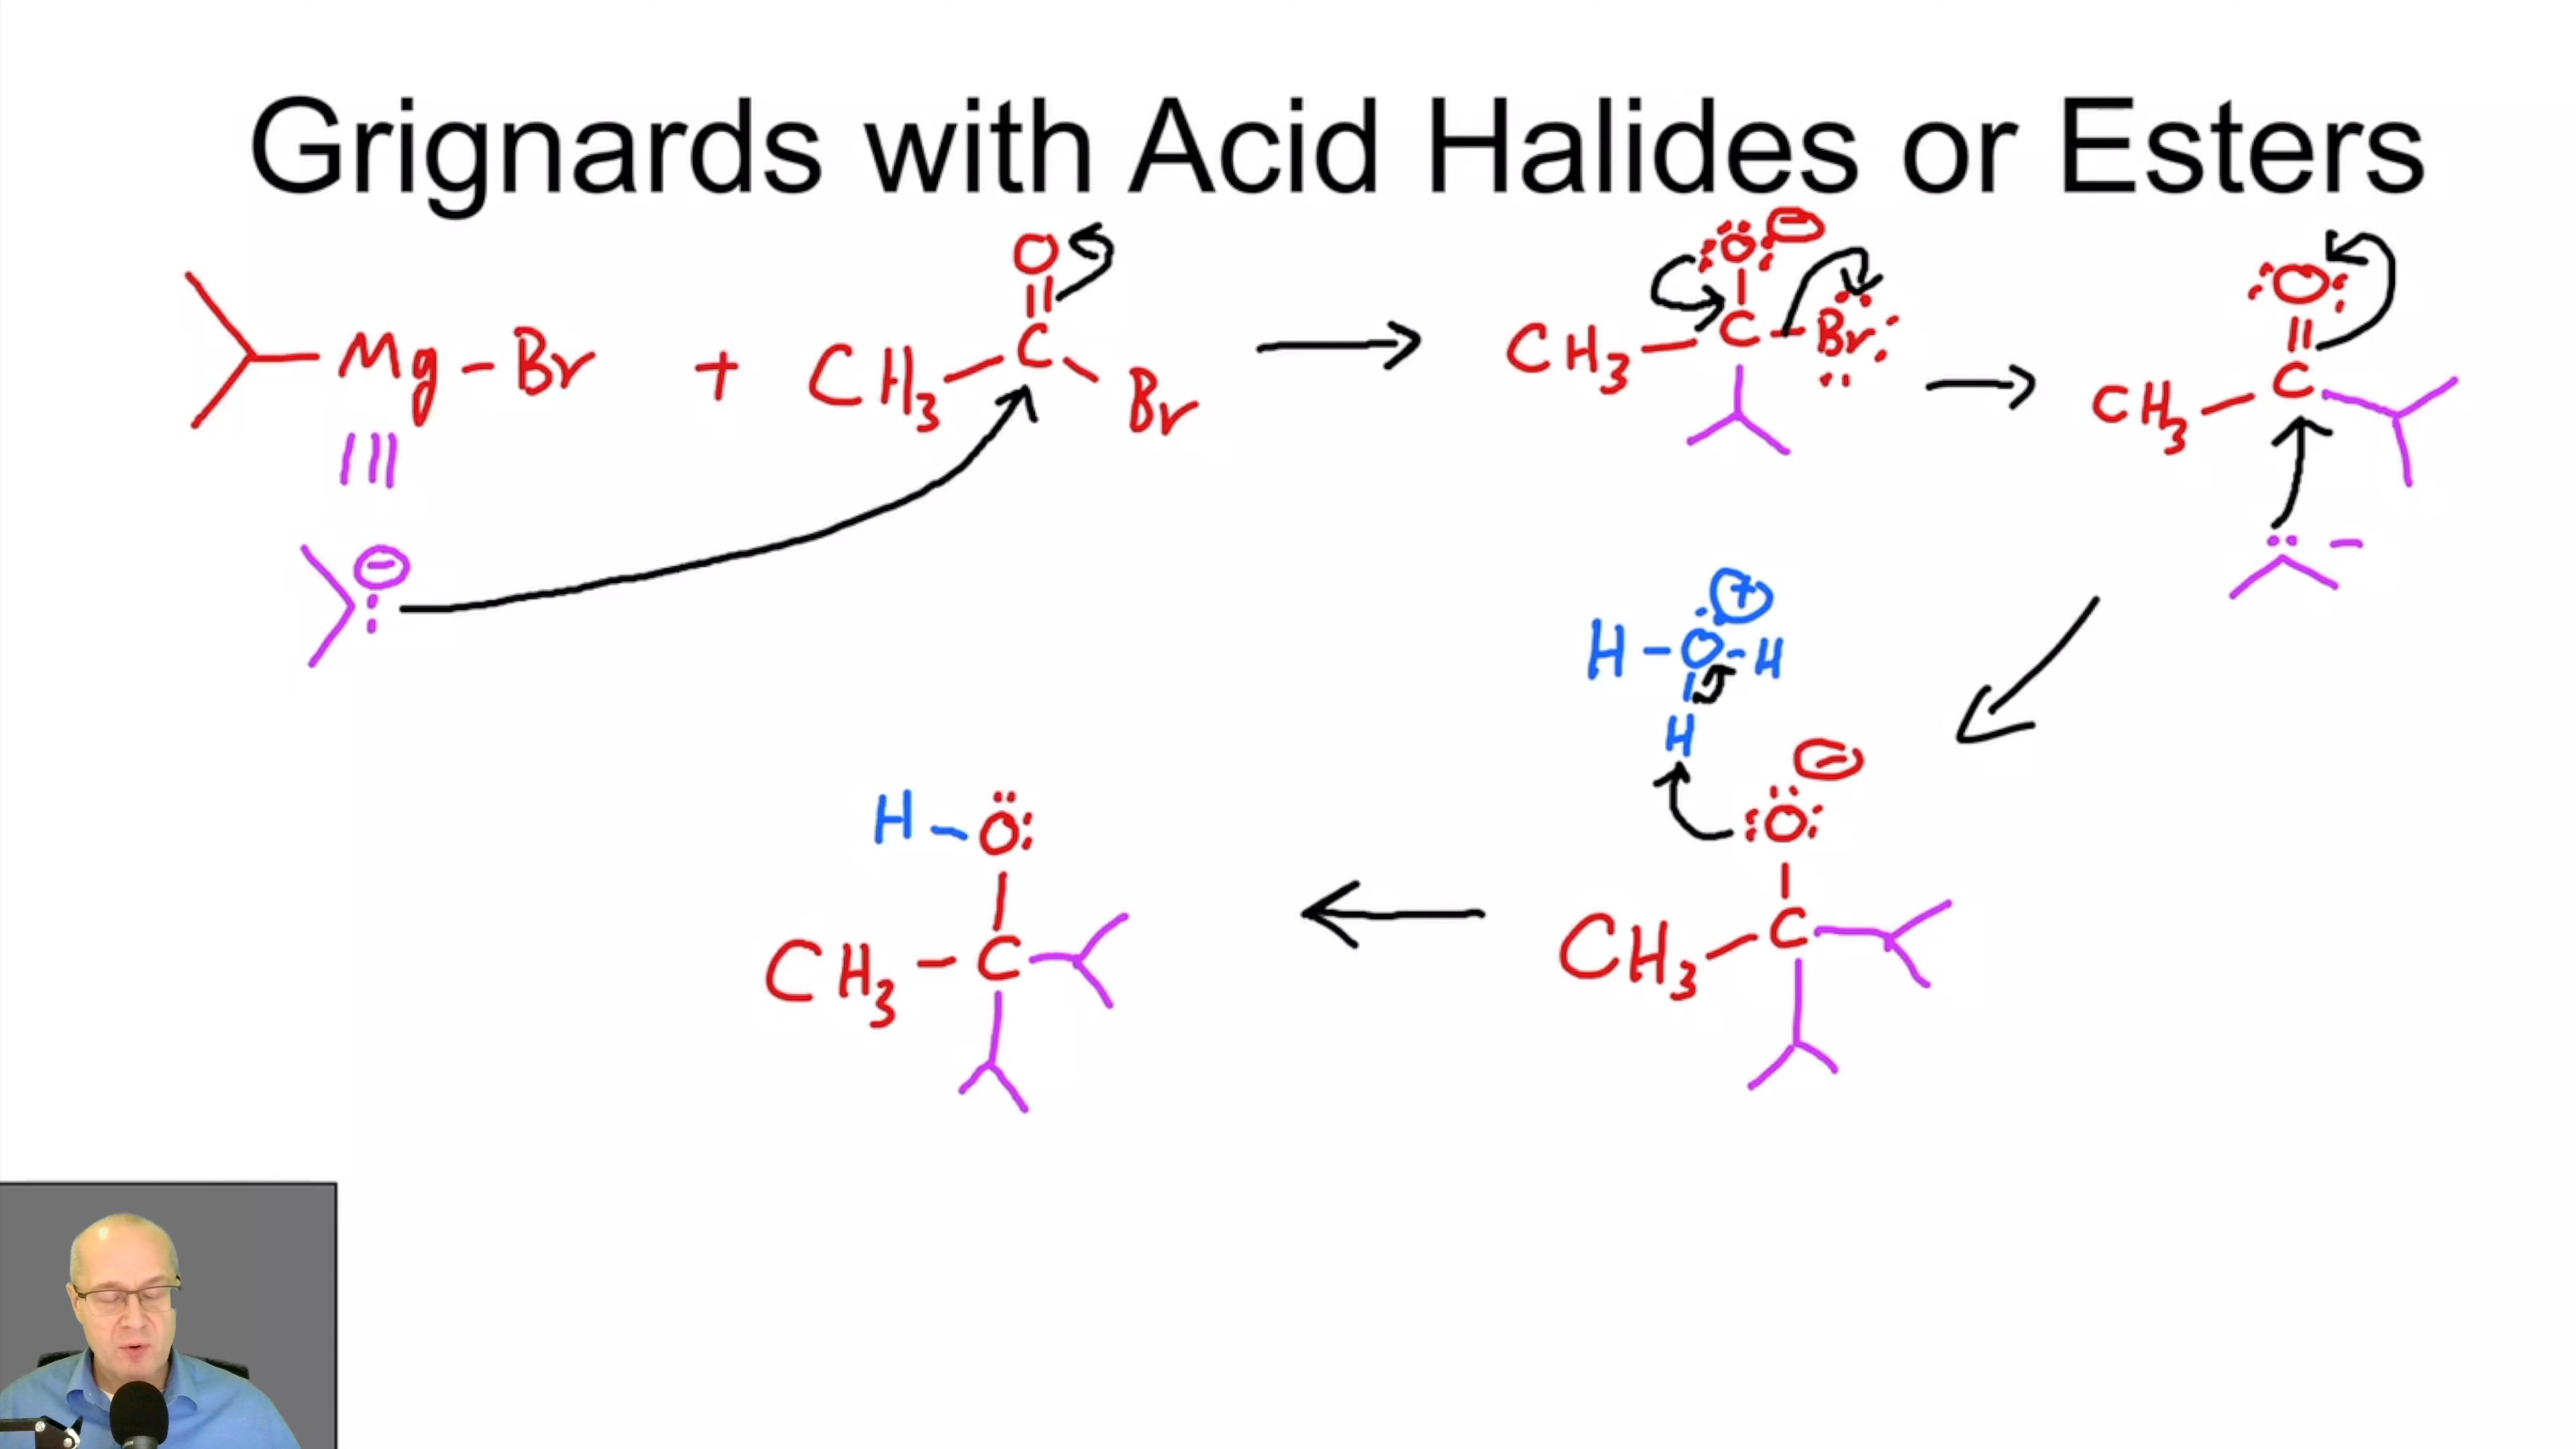 Grignards with Acid Halides or Esters
Mg-Br + CH3-C(=O)-Br → CH3-C(-:Ö:⊖)-Br → CH3-C(=:O:)
⊖ :
:: −
H-O⊕-H
H
CH3-C-:Ö:⊖
H-Ö:
CH3-C